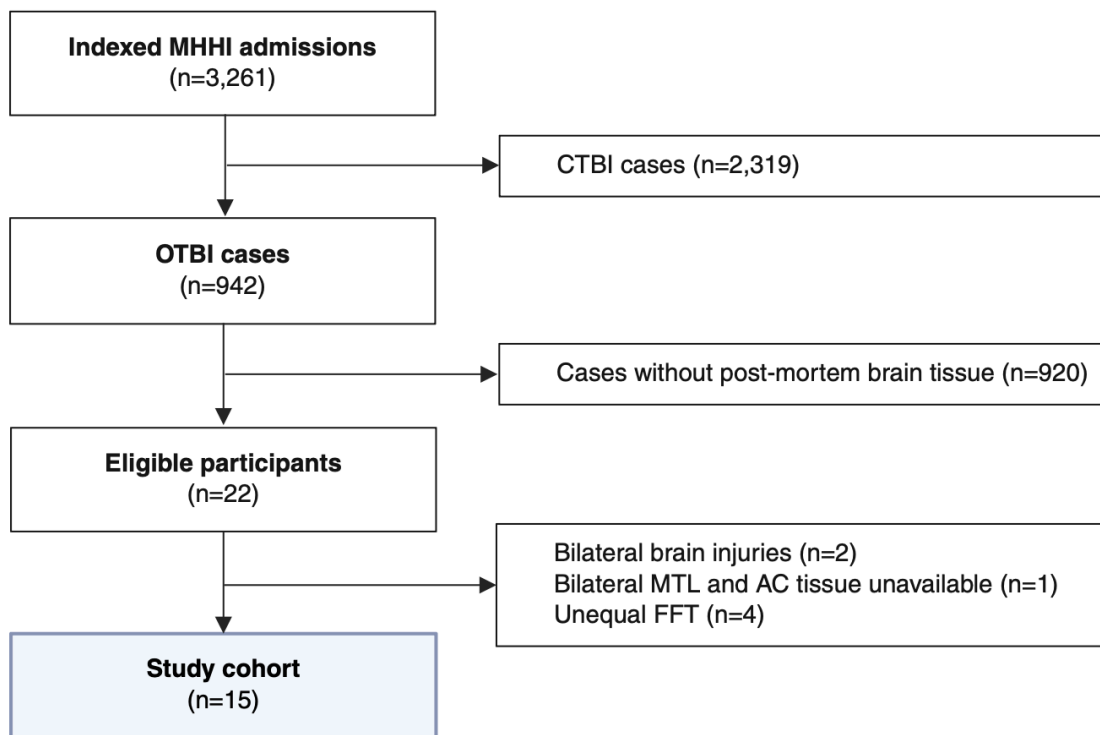 Indexed MHHI admissions
(n=3,261)
CTBI cases (n=2,319)
OTBI cases
(n=942)
Cases without post-mortem brain tissue (n=920)
Eligible participants
(n=22)
Bilateral brain injuries (n=2)
Bilateral MTL and AC tissue unavailable (n=1)
Unequal FFT (n=4)
Study cohort
(n=15)